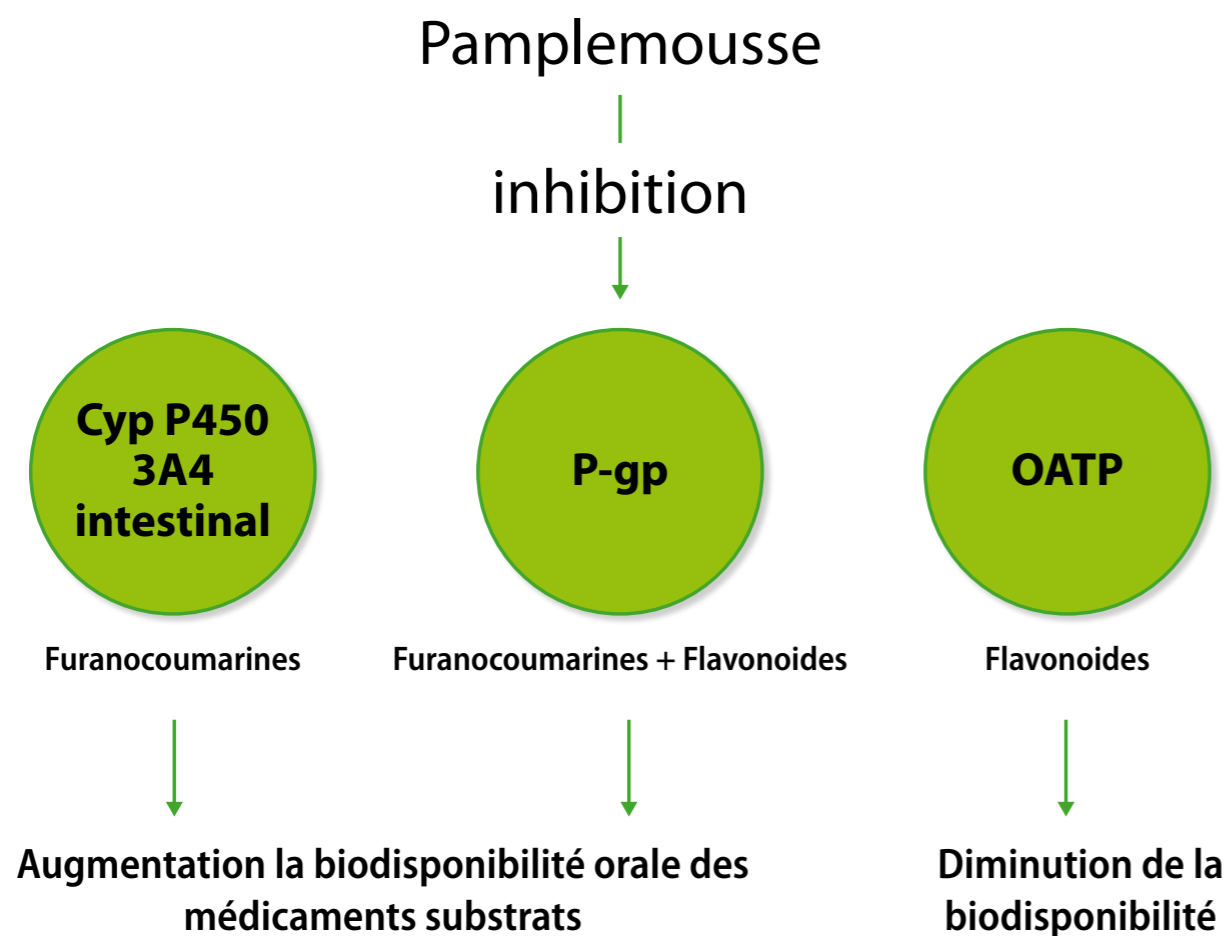 Pamplemousse
inhibition
Cyp P450
3A4
intestinal
P-gp
OATP
Furanocoumarines
Furanocoumarines + Flavonoides
Flavonoides
Augmentation la biodisponibilité orale des
médicaments substrats
Diminution de la
biodisponibilité